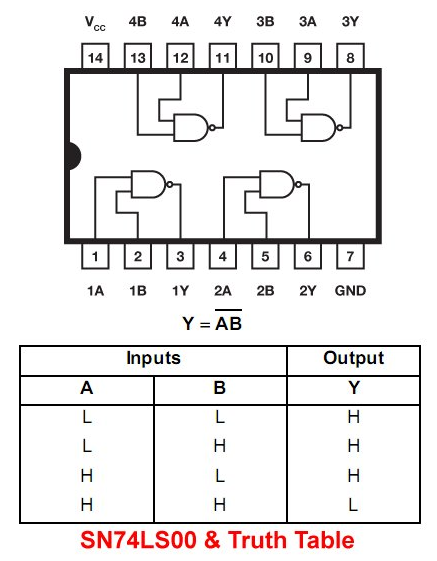 Vcc 4B 4A 4Y 3B 3A 3Y
14 13 12 11 10 9 8
1 2 3 4 5 6 7
1A 1B 1Y 2A 2B 2Y GND
Y = A̅B̅
Inputs Output
A B Y
L L H
L H H
H L H
H H L
SN74LS00 & Truth Table